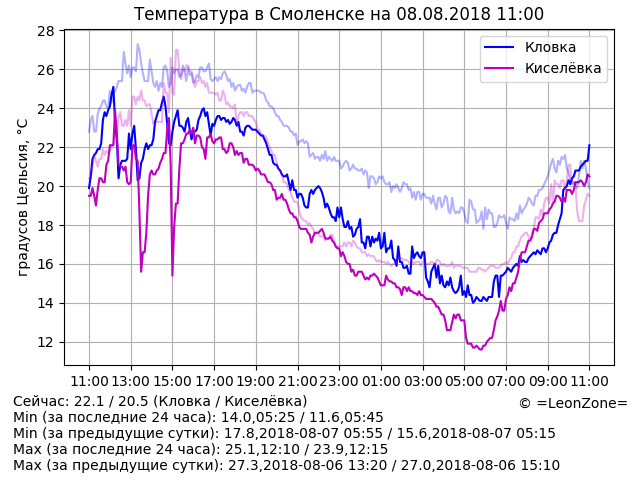 Температура в Смоленске на 08.08.2018 11:00
градусов Цельсия, °C
28
26
24
22
20
18
16
14
12
Кловка
Киселёвка
11:00 13:00 15:00 17:00 19:00 21:00 23:00 01:00 03:00 05:00 07:00 09:00 11:00
Сейчас: 22.1 / 20.5 (Кловка / Киселёвка)
© =LeonZone=
Min (за последние 24 часа): 14.0,05:25 / 11.6,05:45
Min (за предыдущие сутки): 17.8,2018-08-07 05:55 / 15.6,2018-08-07 05:15
Max (за последние 24 часа): 25.1,12:10 / 23.9,12:15
Max (за предыдущие сутки): 27.3,2018-08-06 13:20 / 27.0,2018-08-06 15:10